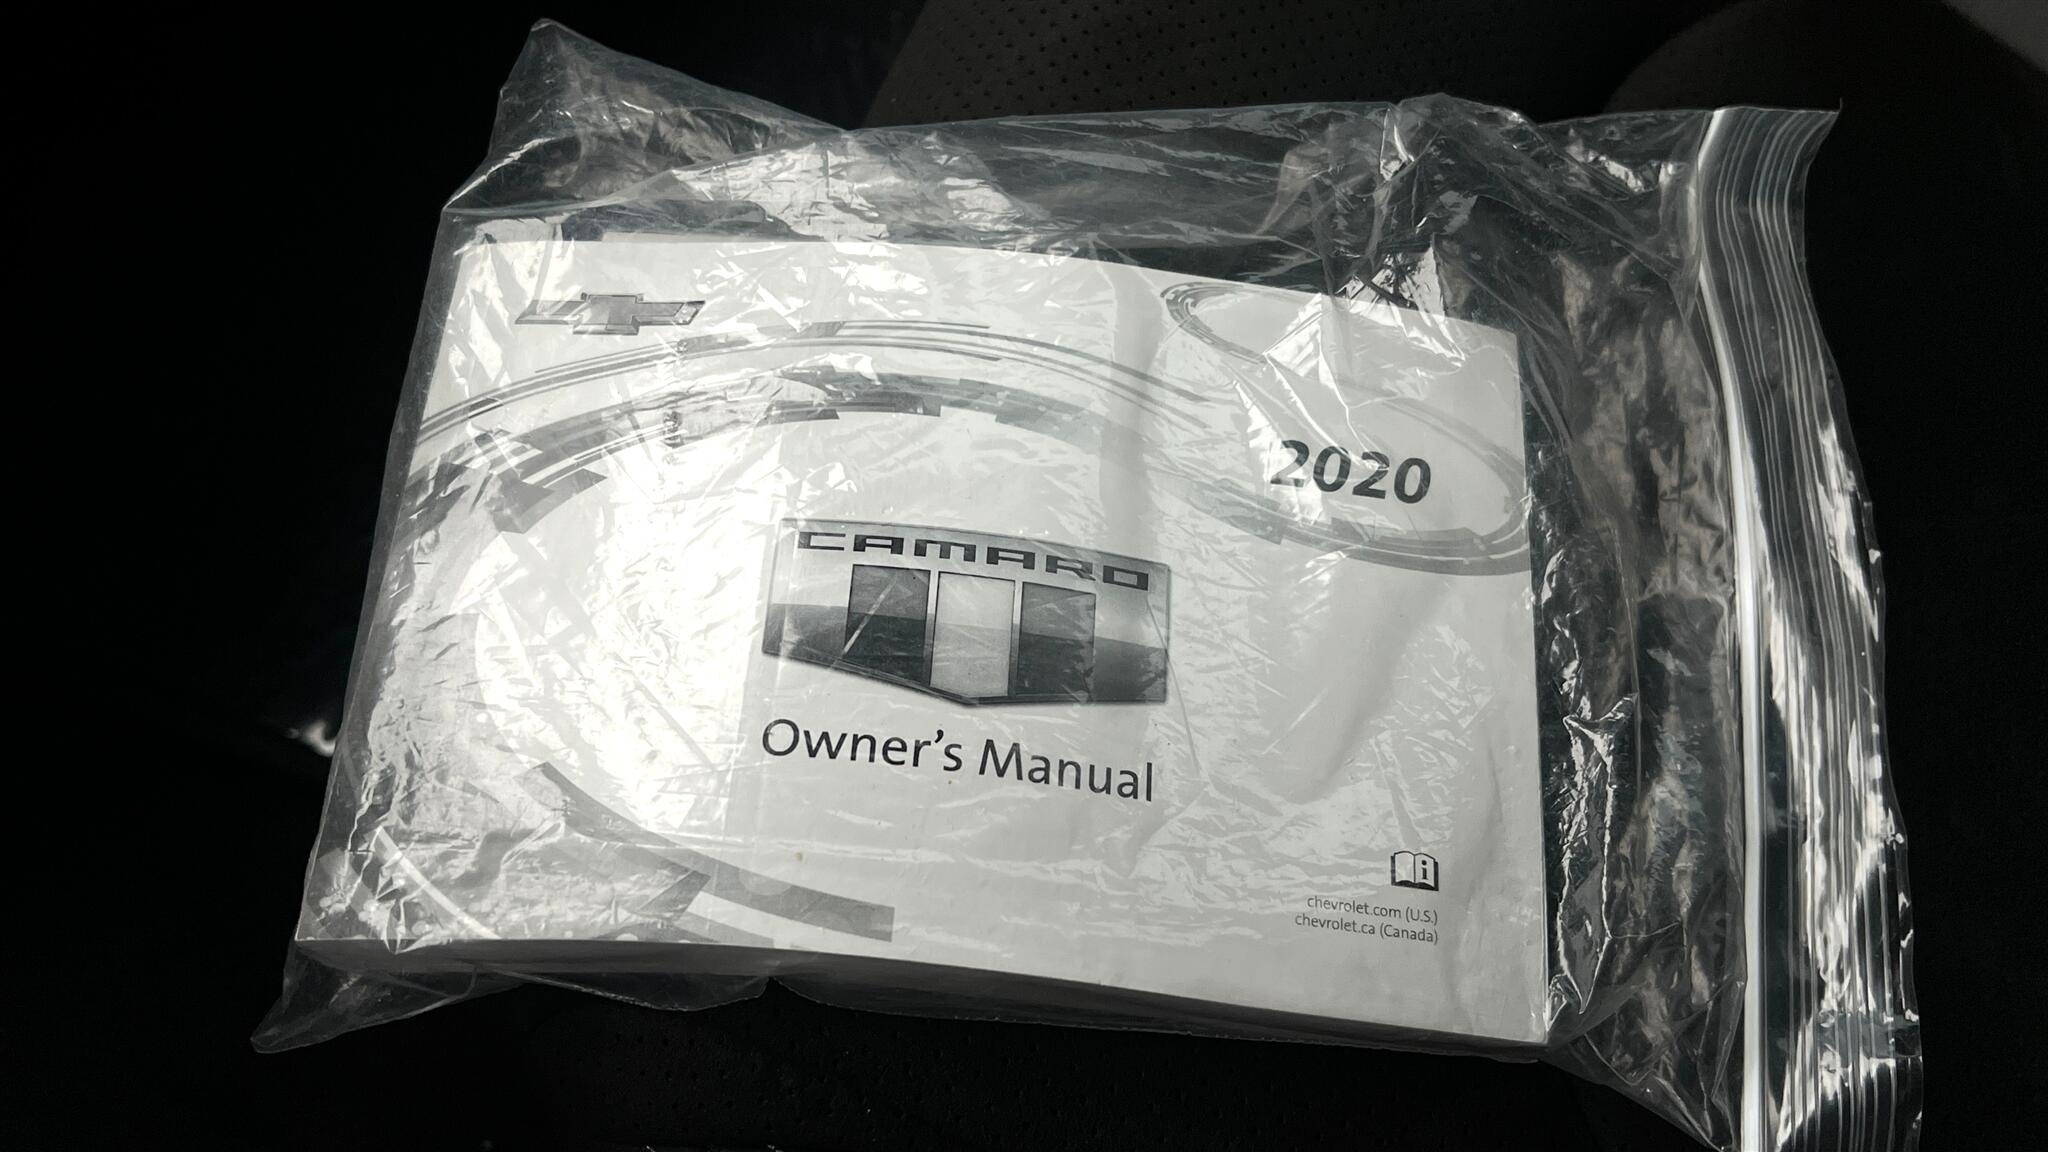 2020
CAMARO
Owner's Manual
chevrolet.com (U.S.)
chevrolet.ca (Canada)